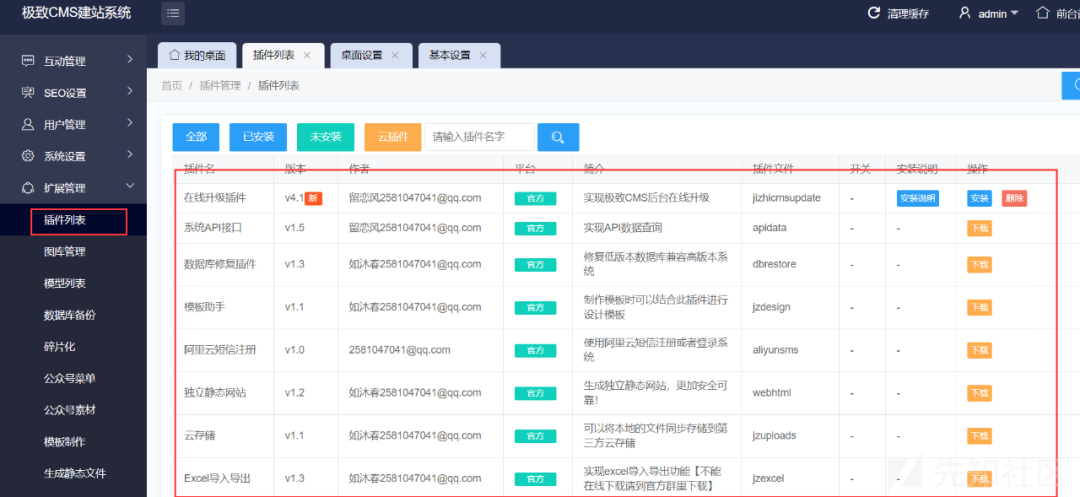 极致CMS建站系统
清理缓存
admin
前台
互动管理
SEO设置
用户管理
系统设置
扩展管理
插件列表
图库管理
模型列表
数据库备份
碎片化
公众号菜单
公众号素材
模板制作
生成静态文件
我的桌面 插件列表 × 桌面设置 × 基本设置 ×
首页 / 插件管理 / 插件列表
全部 已安装 未安装 云插件 请输入插件名字
插件名 版本 作者 平台 简介 插件文件 开关 安装说明 操作
在线升级插件 v4.1 新 留恋风2581047041@qq.com 官方 实现极致CMS后台在线升级 jizhicmsupdate - 安装说明 安装 删除
系统API接口 v1.5 留恋风2581047041@qq.com 官方 实现API数据查询 apidata - - 下载
数据库修复插件 v1.3 如沐春2581047041@qq.com 官方 修复低版本数据库兼容高版本系
统 dbrestore - - 下载
模板助手 v1.1 如沐春2581047041@qq.com 官方 制作模板时可以结合此插件进行
设计模板 jzdesign - - 下载
阿里云短信注册 v1.0 2581047041@qq.com 官方 使用阿里云短信注册或者登录系
统 aliyunsms - - 下载
独立静态网站 v1.2 如沐春2581047041@qq.com 官方 生成独立静态网站，更加安全可
靠！ webhtml - - 下载
云存储 v1.1 如沐春2581047041@qq.com 官方 可以将本地的文件同步存储到第
三方云存储 jzuploads - - 下载
Excel导入导出 v1.3 如沐春2581047041@qq.com 官方 实现excel导入导出功能【不能
在线下载请到官方群里下载】 jzexcel - - 下载
先知社区